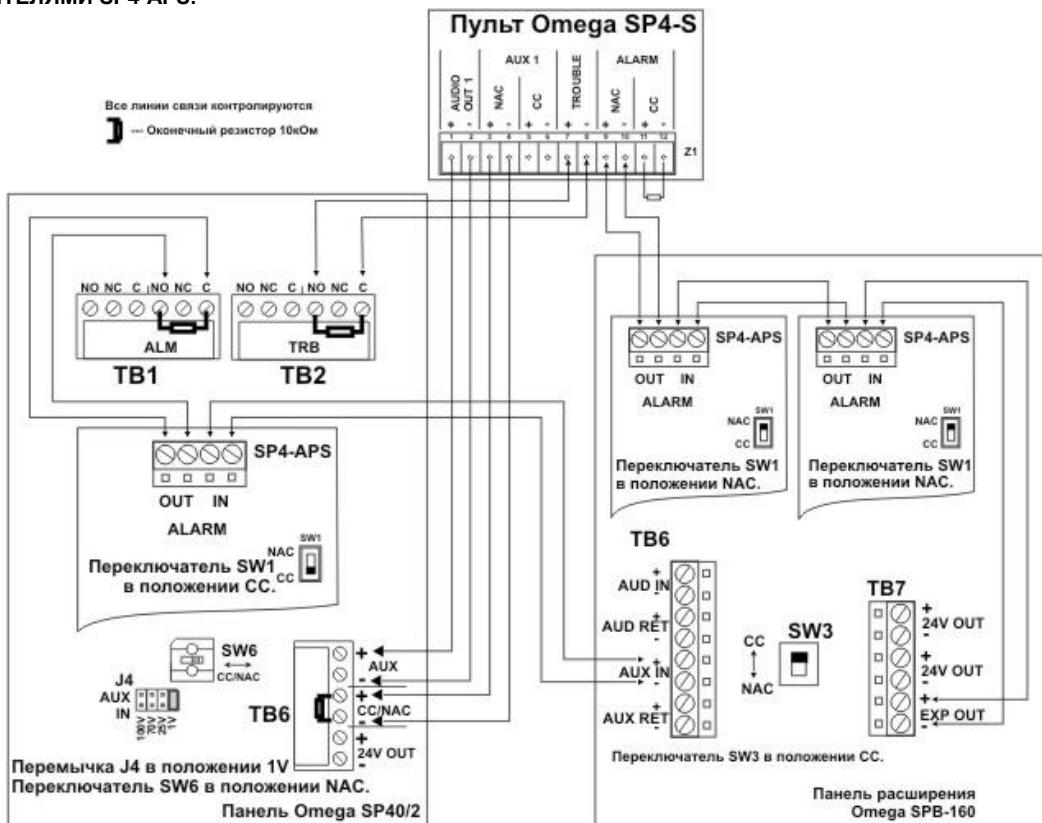 ИТЕЛЯМИ SP4-APS.
Пульт Omega SP4-S
AUDIO OUT 1
AUX 1
NAC
CC
TROUBLE
ALARM
NAC
CC
+ - + - + - + - + - + -
1 2 3 4 5 6 7 8 9 10 11 12
Z1
Все линии связи контролируются
--- Оконечный резистор 10кОм
NO NC C NO NC C
ALM
TB1
NO NC C NO NC C
TRB
TB2
SP4-APS
OUT IN
ALARM
SW1
NAC
CC
Переключатель SW1
в положении CC.
SW6
CC/NAC
J4
AUX
IN
100V
70V
25V
1V
TB6
+
AUX
-
+
CC/NAC
-
+
24V OUT
-
Перемычка J4 в положении 1V
Переключатель SW6 в положении NAC.
Панель Omega SP40/2
SP4-APS
OUT IN
ALARM
SW1
NAC
CC
Переключатель SW1
в положении NAC.
SP4-APS
OUT IN
ALARM
SW1
NAC
CC
Переключатель SW1
в положении NAC.
TB6
+
AUD IN
-
+
AUD RET
-
+
AUX IN
-
+
AUX RET
-
CC
NAC
SW3
TB7
+
24V OUT
-
+
24V OUT
-
+
EXP OUT
-
Переключатель SW3 в положении CC.
Панель расширения
Omega SPB-160